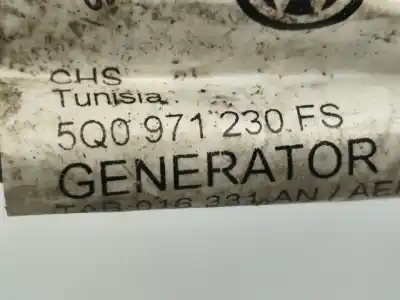 CHS
Tunisia
5Q0 971 230 FS
GENERATOR